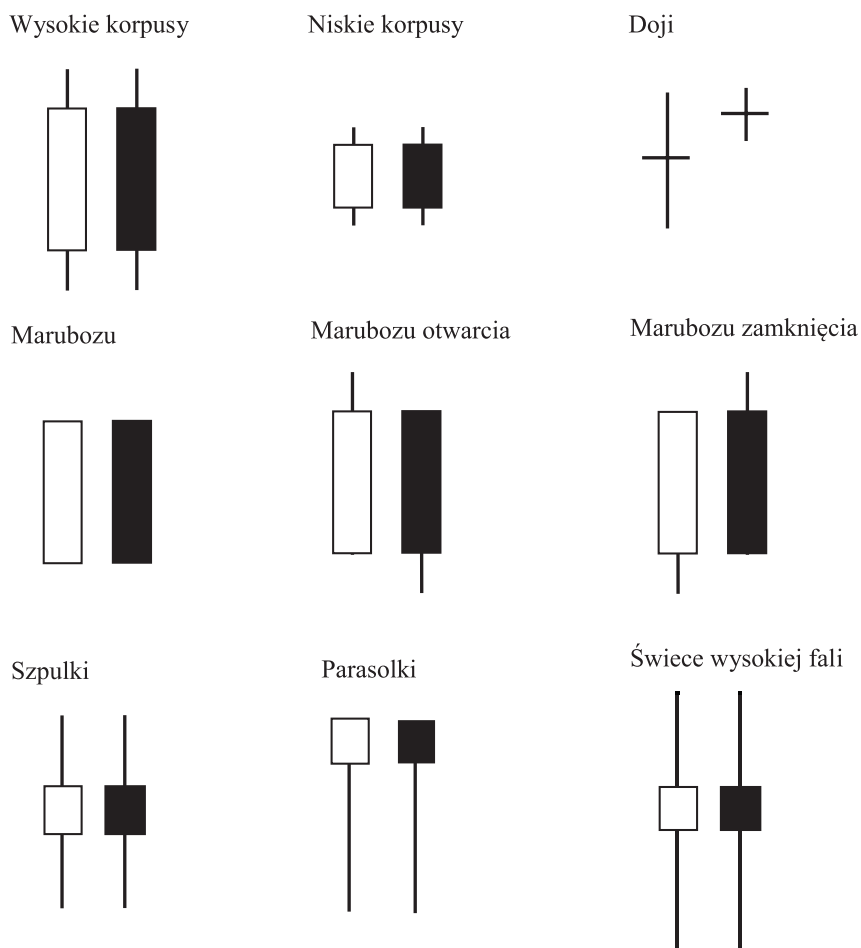 Wysokie korpusy
Niskie korpusy
Doji
Marubozu
Marubozu otwarcia
Marubozu zamknięcia
Szpulki
Parasolki
Świece wysokiej fali